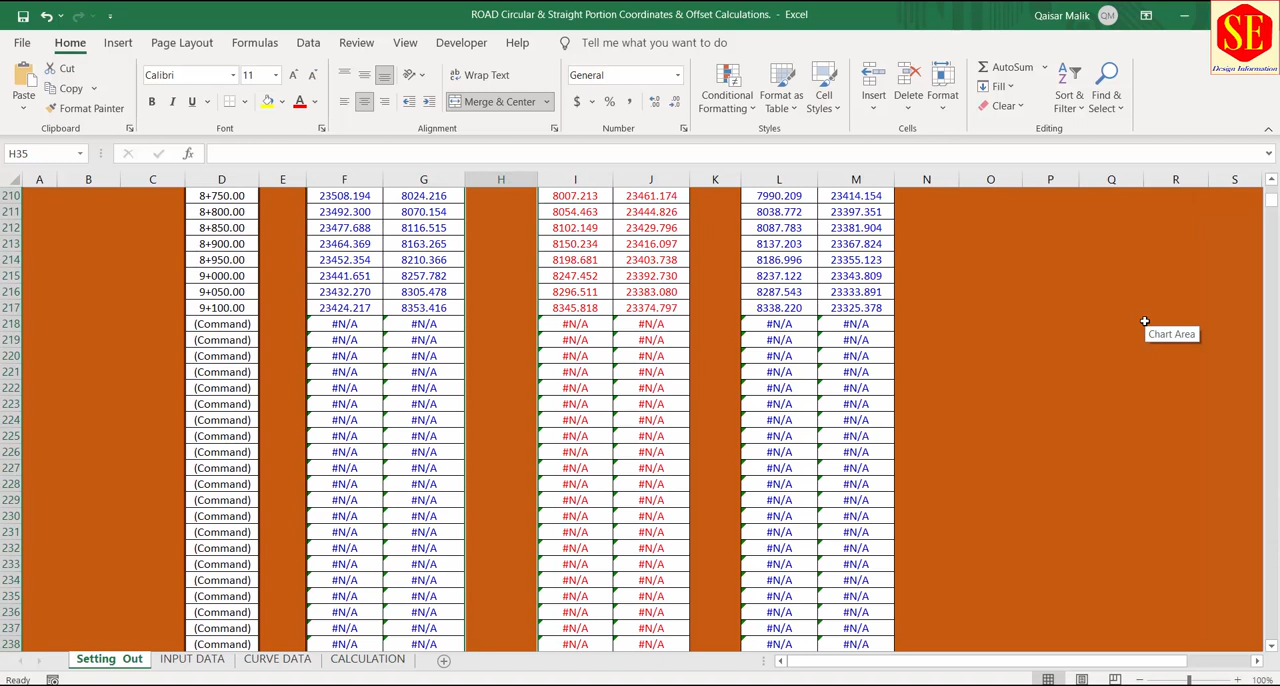 ROAD Circular & Straight Portion Coordinates & Offset Calculations. - Excel
Qaisar Malik QM
SE
Design Information
File Home Insert Page Layout Formulas Data Review View Developer Help Tell me what you want to do
Paste Cut Copy Format Painter
Clipboard
Calibri 11
B I U
Font
Wrap Text
Merge & Center
Alignment
General
$ % ,
Number
Conditional Formatting Format as Table Cell Styles
Styles
Insert Delete Format
Cells
AutoSum Fill Clear Sort & Filter Find & Select
Editing
H35 fx
A B C D E F G H I J K L M N O P Q R S
210 8+750.00 23508.194 8024.216 8007.213 23461.174 7990.209 23414.154
211 8+800.00 23492.300 8070.154 8054.463 23444.826 8038.772 23397.351
212 8+850.00 23477.688 8116.515 8102.149 23429.796 8087.783 23381.904
213 8+900.00 23464.369 8163.265 8150.234 23416.097 8137.203 23367.824
214 8+950.00 23452.354 8210.366 8198.681 23403.738 8186.996 23355.123
215 9+000.00 23441.651 8257.782 8247.452 23392.730 8237.122 23343.809
216 9+050.00 23432.270 8305.478 8296.511 23383.080 8287.543 23333.891
217 9+100.00 23424.217 8353.416 8345.818 23374.797 8338.220 23325.378
218 (Command) #N/A #N/A #N/A #N/A #N/A #N/A
Chart Area
219 (Command) #N/A #N/A #N/A #N/A #N/A #N/A
220 (Command) #N/A #N/A #N/A #N/A #N/A #N/A
221 (Command) #N/A #N/A #N/A #N/A #N/A #N/A
222 (Command) #N/A #N/A #N/A #N/A #N/A #N/A
223 (Command) #N/A #N/A #N/A #N/A #N/A #N/A
224 (Command) #N/A #N/A #N/A #N/A #N/A #N/A
225 (Command) #N/A #N/A #N/A #N/A #N/A #N/A
226 (Command) #N/A #N/A #N/A #N/A #N/A #N/A
227 (Command) #N/A #N/A #N/A #N/A #N/A #N/A
228 (Command) #N/A #N/A #N/A #N/A #N/A #N/A
229 (Command) #N/A #N/A #N/A #N/A #N/A #N/A
230 (Command) #N/A #N/A #N/A #N/A #N/A #N/A
231 (Command) #N/A #N/A #N/A #N/A #N/A #N/A
232 (Command) #N/A #N/A #N/A #N/A #N/A #N/A
233 (Command) #N/A #N/A #N/A #N/A #N/A #N/A
234 (Command) #N/A #N/A #N/A #N/A #N/A #N/A
235 (Command) #N/A #N/A #N/A #N/A #N/A #N/A
236 (Command) #N/A #N/A #N/A #N/A #N/A #N/A
237 (Command) #N/A #N/A #N/A #N/A #N/A #N/A
238 (Command) #N/A #N/A #N/A #N/A #N/A #N/A
Setting Out INPUT DATA CURVE DATA CALCULATION
Ready 100%